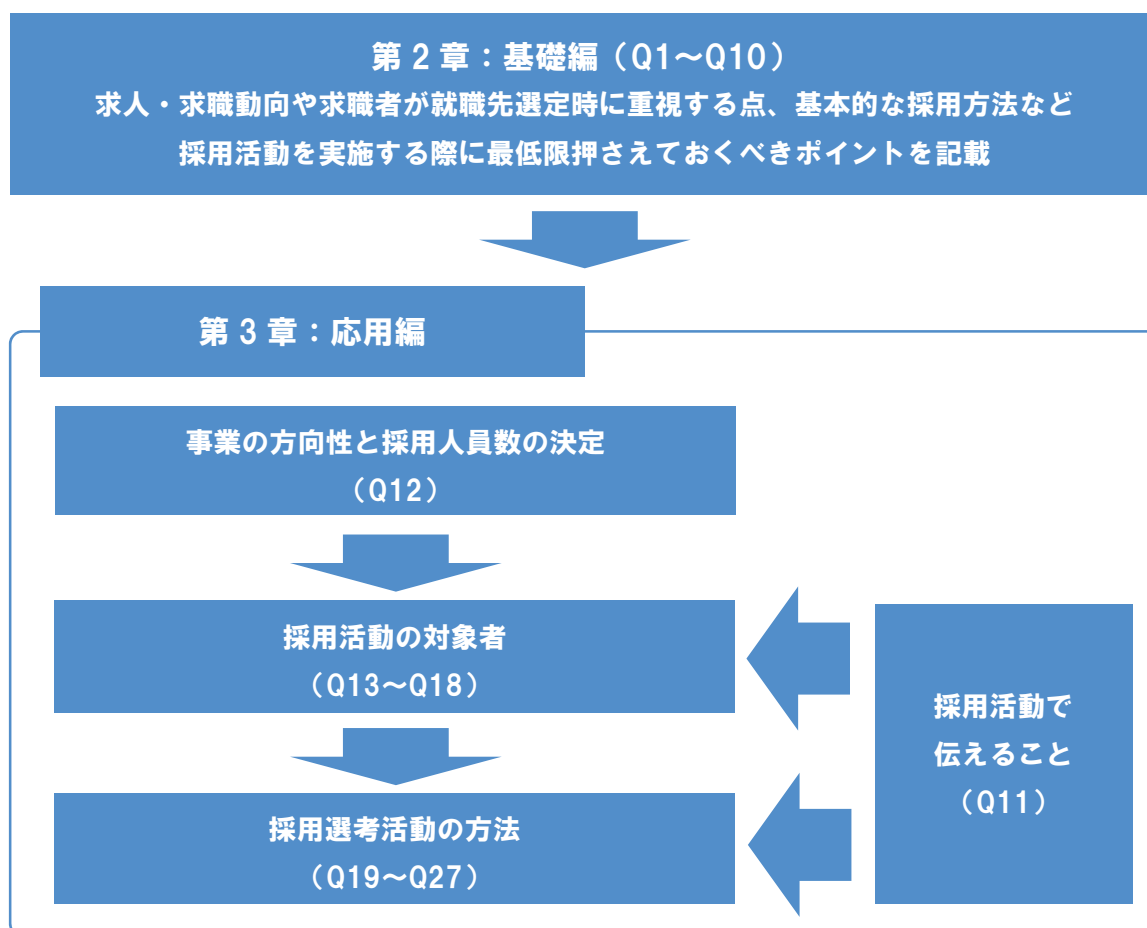 第2章：基礎編（Q1～Q10）
求人・求職動向や求職者が就職先選定時に重視する点、基本的な採用方法など
採用活動を実施する際に最低限押さえておくべきポイントを記載
第3章：応用編
事業の方向性と採用人員数の決定
（Q12）
採用活動の対象者
（Q13～Q18）
採用選考活動の方法
（Q19～Q27）
採用活動で
伝えること
（Q11）